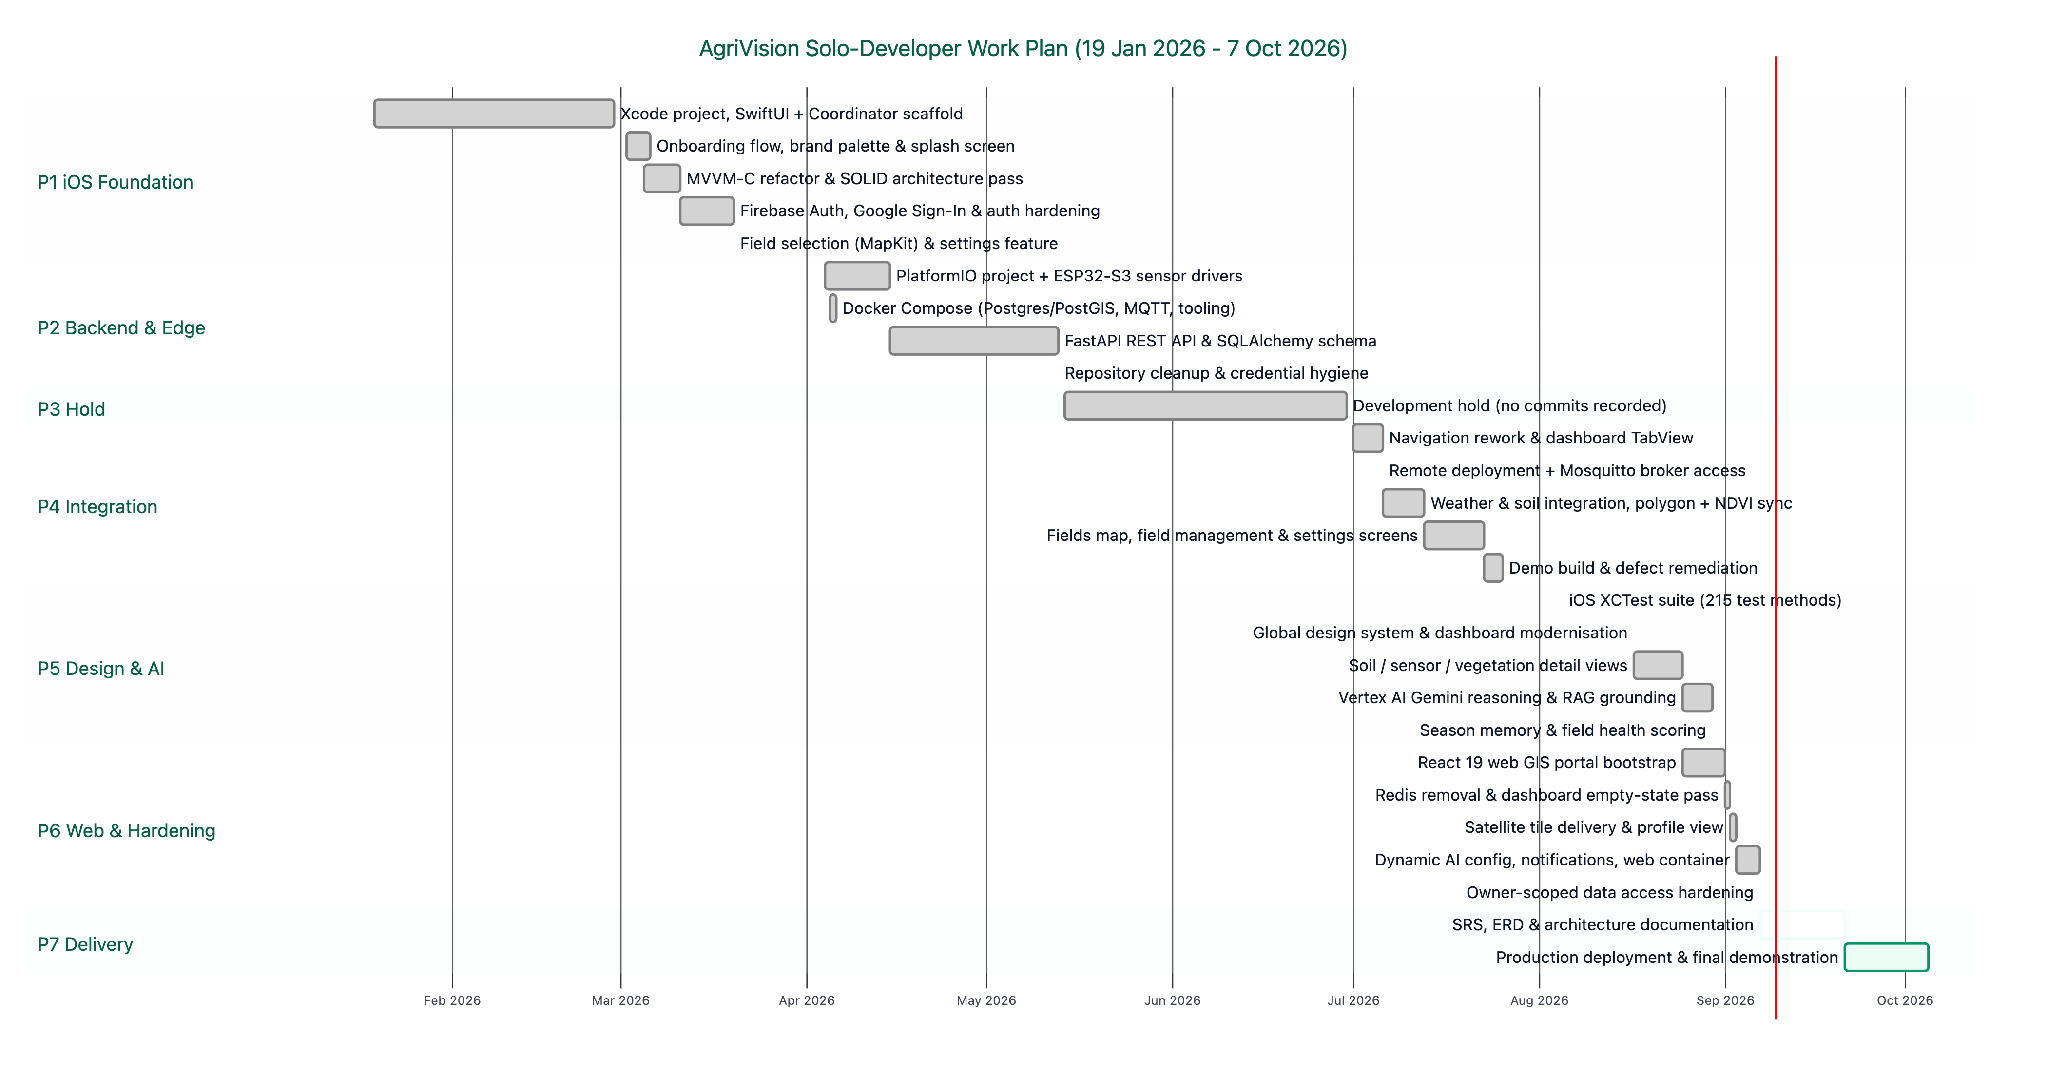 AgriVision Solo-Developer Work Plan (19 Jan 2026 - 7 Oct 2026)
P1 iOS Foundation
Xcode project, SwiftUI + Coordinator scaffold
Onboarding flow, brand palette & splash screen
MVVM-C refactor & SOLID architecture pass
Firebase Auth, Google Sign-In & auth hardening
Field selection (MapKit) & settings feature
P2 Backend & Edge
PlatformIO project + ESP32-S3 sensor drivers
Docker Compose (Postgres/PostGIS, MQTT, tooling)
FastAPI REST API & SQLAlchemy schema
Repository cleanup & credential hygiene
P3 Hold
Development hold (no commits recorded)
P4 Integration
Navigation rework & dashboard TabView
Remote deployment + Mosquitto broker access
Weather & soil integration, polygon + NDVI sync
Fields map, field management & settings screens
Demo build & defect remediation
P5 Design & AI
iOS XCTest suite (215 test methods)
Global design system & dashboard modernisation
Soil / sensor / vegetation detail views
Vertex AI Gemini reasoning & RAG grounding
Season memory & field health scoring
P6 Web & Hardening
React 19 web GIS portal bootstrap
Redis removal & dashboard empty-state pass
Satellite tile delivery & profile view
Dynamic AI config, notifications, web container
Owner-scoped data access hardening
P7 Delivery
SRS, ERD & architecture documentation
Production deployment & final demonstration
Feb 2026
Mar 2026
Apr 2026
May 2026
Jun 2026
Jul 2026
Aug 2026
Sep 2026
Oct 2026